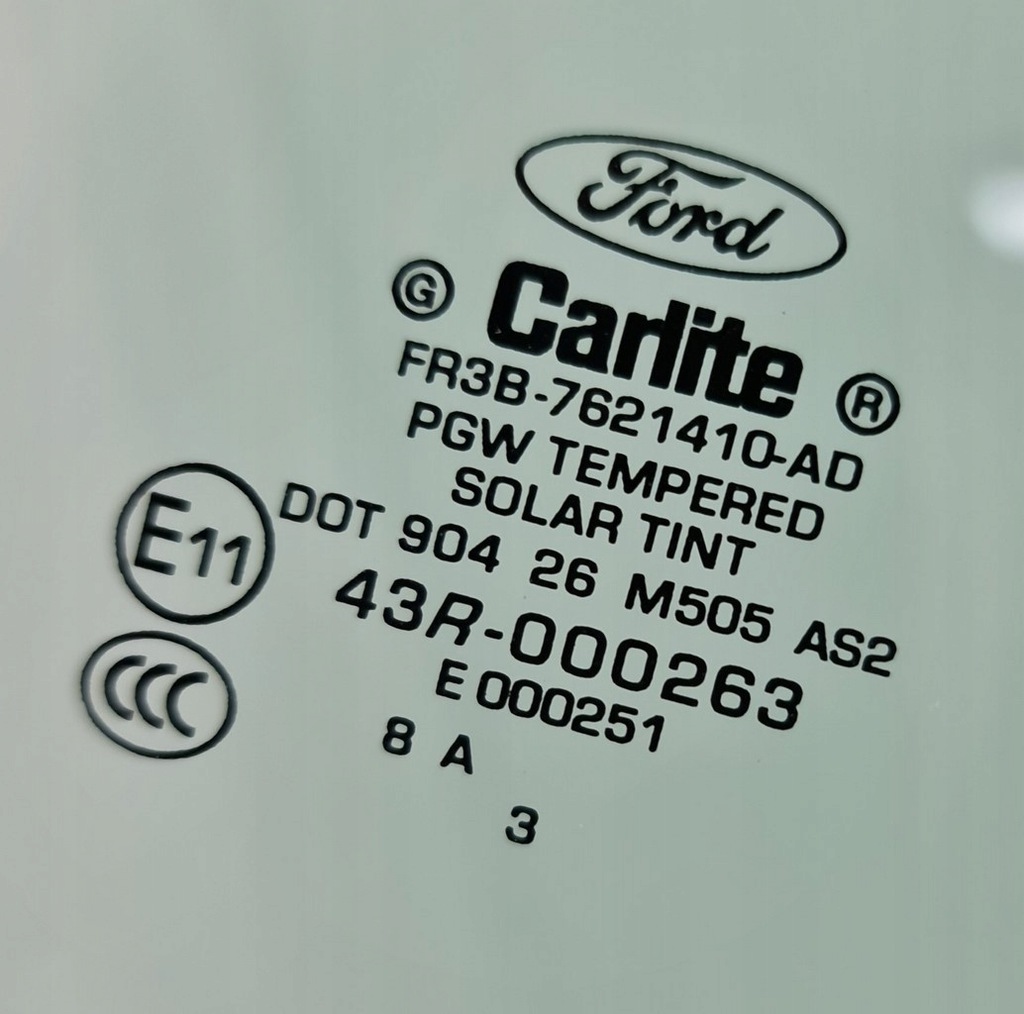 Ford
G Carlite ®
FR3B-7621410-AD
PGW TEMPERED
SOLAR TINT
E11 DOT 904 26 M505 AS2
43R-000263
CCC E 000251
8 A
3